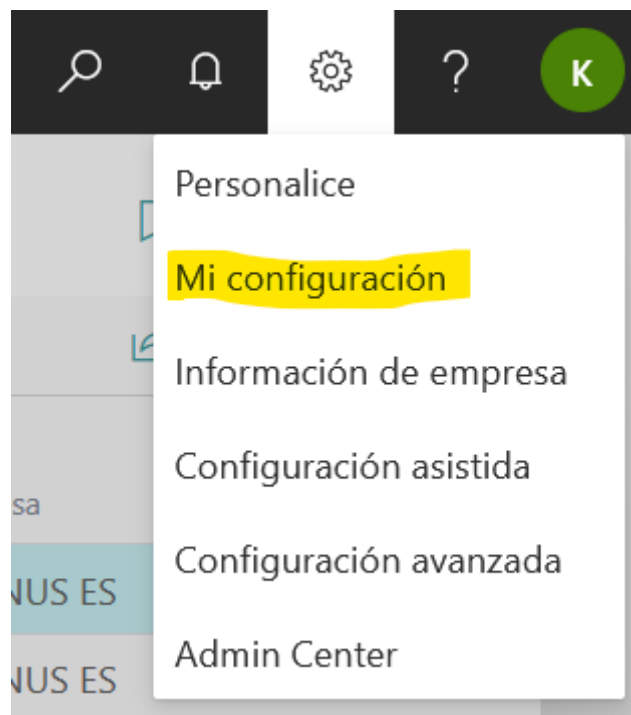 ?
K
Personalice
Mi configuración
Información de empresa
Configuración asistida
sa
Configuración avanzada
NUS ES
Admin Center
NUS ES